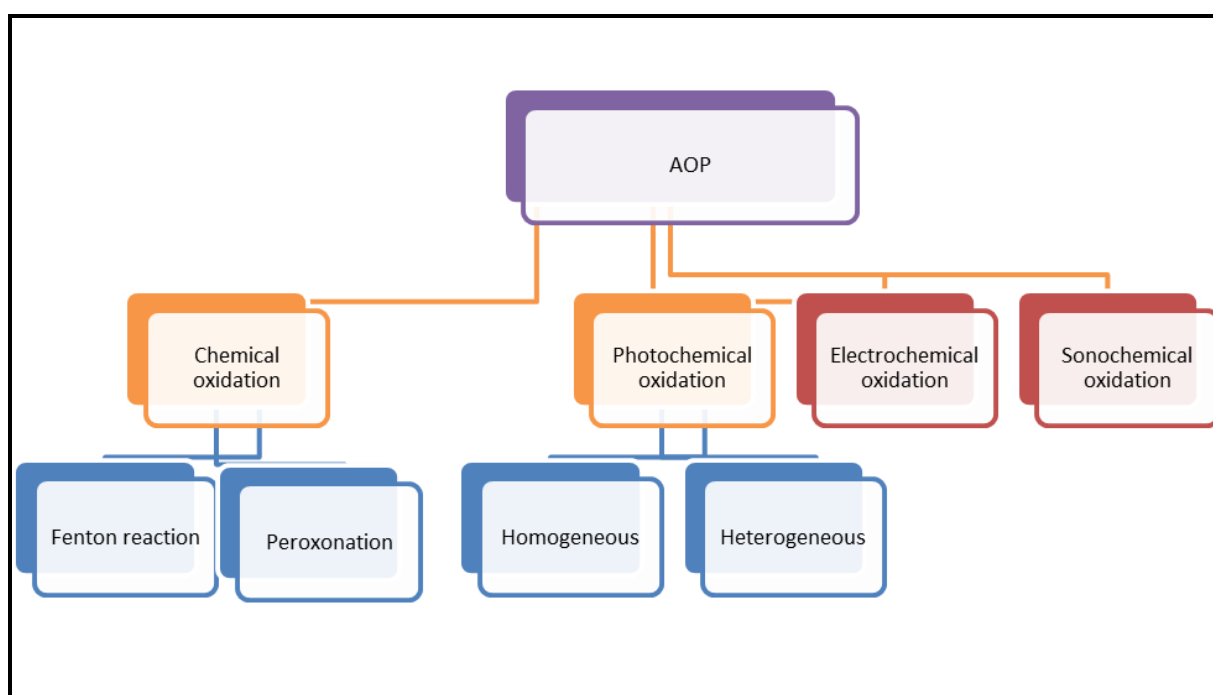 AOP
Chemical
oxidation
Photochemical
oxidation
Electrochemical
oxidation
Sonochemical
oxidation
Fenton reaction
Peroxonation
Homogeneous
Heterogeneous